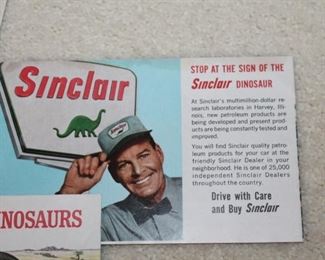 Sinclair
STOP AT THE SIGN OF THE
Sinclair DINOSAUR
At Sinclair's multimillion-dollar re-
search laboratories in Harvey, Illi-
nois, new petroleum products are
being developed and present prod-
ucts are being constantly tested and
improved.
You will find Sinclair quality petro-
leum products for your car at the
friendly Sinclair Dealer in your
neighborhood. He is one of 25,000
independent Sinclair Dealers
throughout the country.
Drive with Care
and Buy Sinclair
Sinclair
NOSAURS